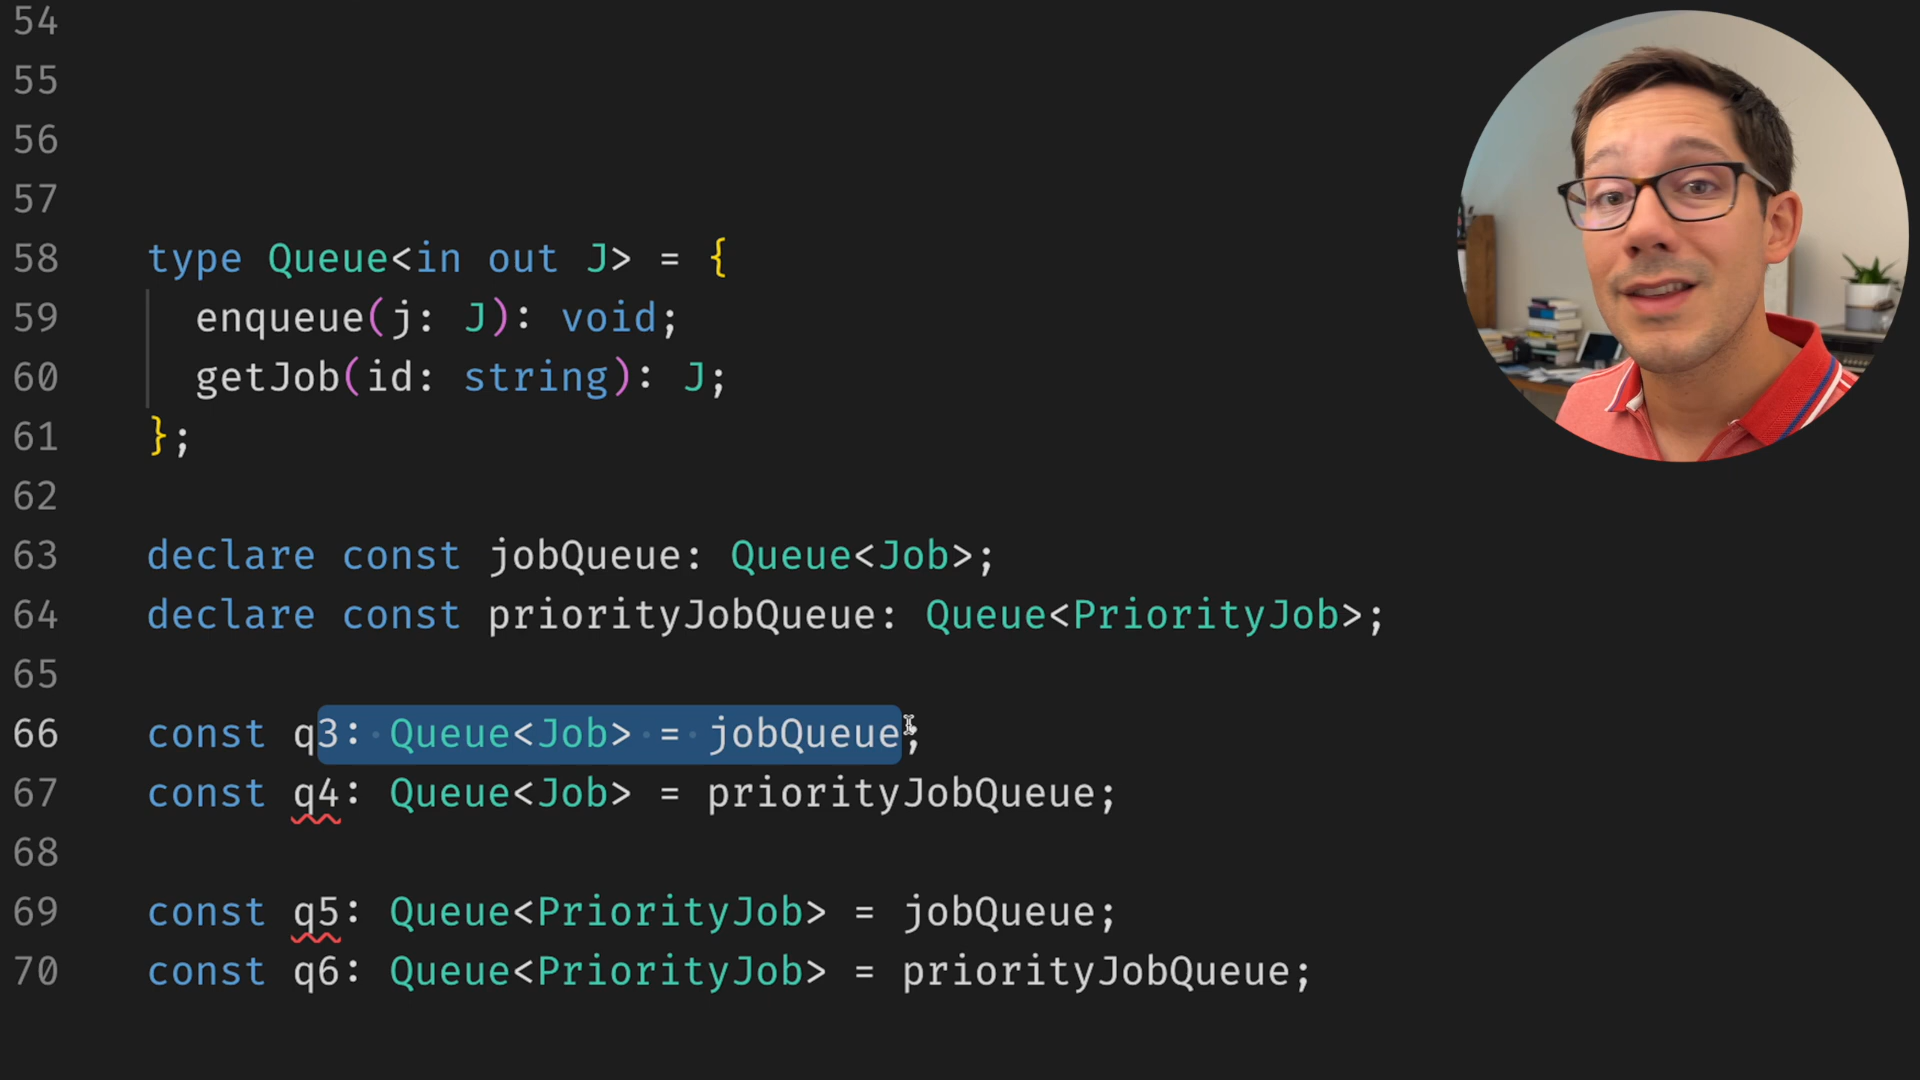 54
55
56
57
58 type Queue<in out J> = {
59 enqueue(j: J): void;
60 getJob(id: string): J;
61 };
62
63 declare const jobQueue: Queue<Job>;
64 declare const priorityJobQueue: Queue<PriorityJob>;
65
66 const q3: Queue<Job> = jobQueue;
67 const q4: Queue<Job> = priorityJobQueue;
68
69 const q5: Queue<PriorityJob> = jobQueue;
70 const q6: Queue<PriorityJob> = priorityJobQueue;